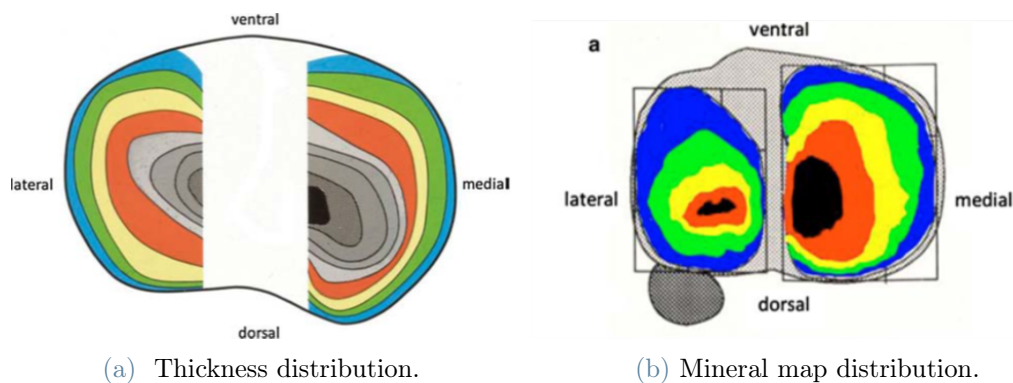 ventral
lateral
medial
dorsal
(a) Thickness distribution.
a
ventral
lateral
medial
dorsal
(b) Mineral map distribution.